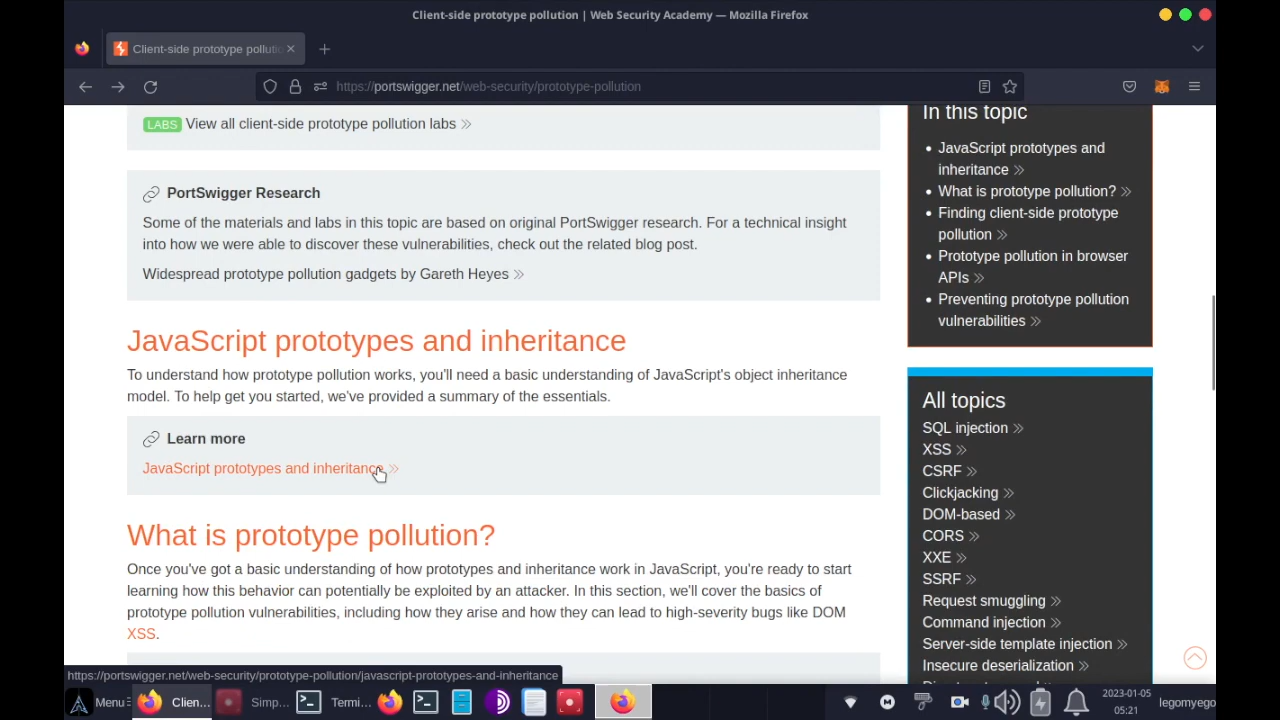 Client-side prototype pollution | Web Security Academy — Mozilla Firefox
Client-side prototype polluti
https://portswigger.net/web-security/prototype-pollution
LABS View all client-side prototype pollution labs
PortSwigger Research
Some of the materials and labs in this topic are based on original PortSwigger research. For a technical insight
into how we were able to discover these vulnerabilities, check out the related blog post.
Widespread prototype pollution gadgets by Gareth Heyes
JavaScript prototypes and inheritance
To understand how prototype pollution works, you'll need a basic understanding of JavaScript's object inheritance
model. To help get you started, we've provided a summary of the essentials.
Learn more
JavaScript prototypes and inheritance
What is prototype pollution?
Once you've got a basic understanding of how prototypes and inheritance work in JavaScript, you're ready to start
learning how this behavior can potentially be exploited by an attacker. In this section, we'll cover the basics of
prototype pollution vulnerabilities, including how they arise and how they can lead to high-severity bugs like DOM
XSS.
In this topic
JavaScript prototypes and
inheritance
What is prototype pollution?
Finding client-side prototype
pollution
Prototype pollution in browser
APIs
Preventing prototype pollution
vulnerabilities
All topics
SQL injection
XSS
CSRF
Clickjacking
DOM-based
CORS
XXE
SSRF
Request smuggling
Command injection
Server-side template injection
Insecure deserialization
https://portswigger.net/web-security/prototype-pollution/javascript-prototypes-and-inheritance
Menu
Clien...
Simp...
Termi...
2023-01-05
05:21
legomyego